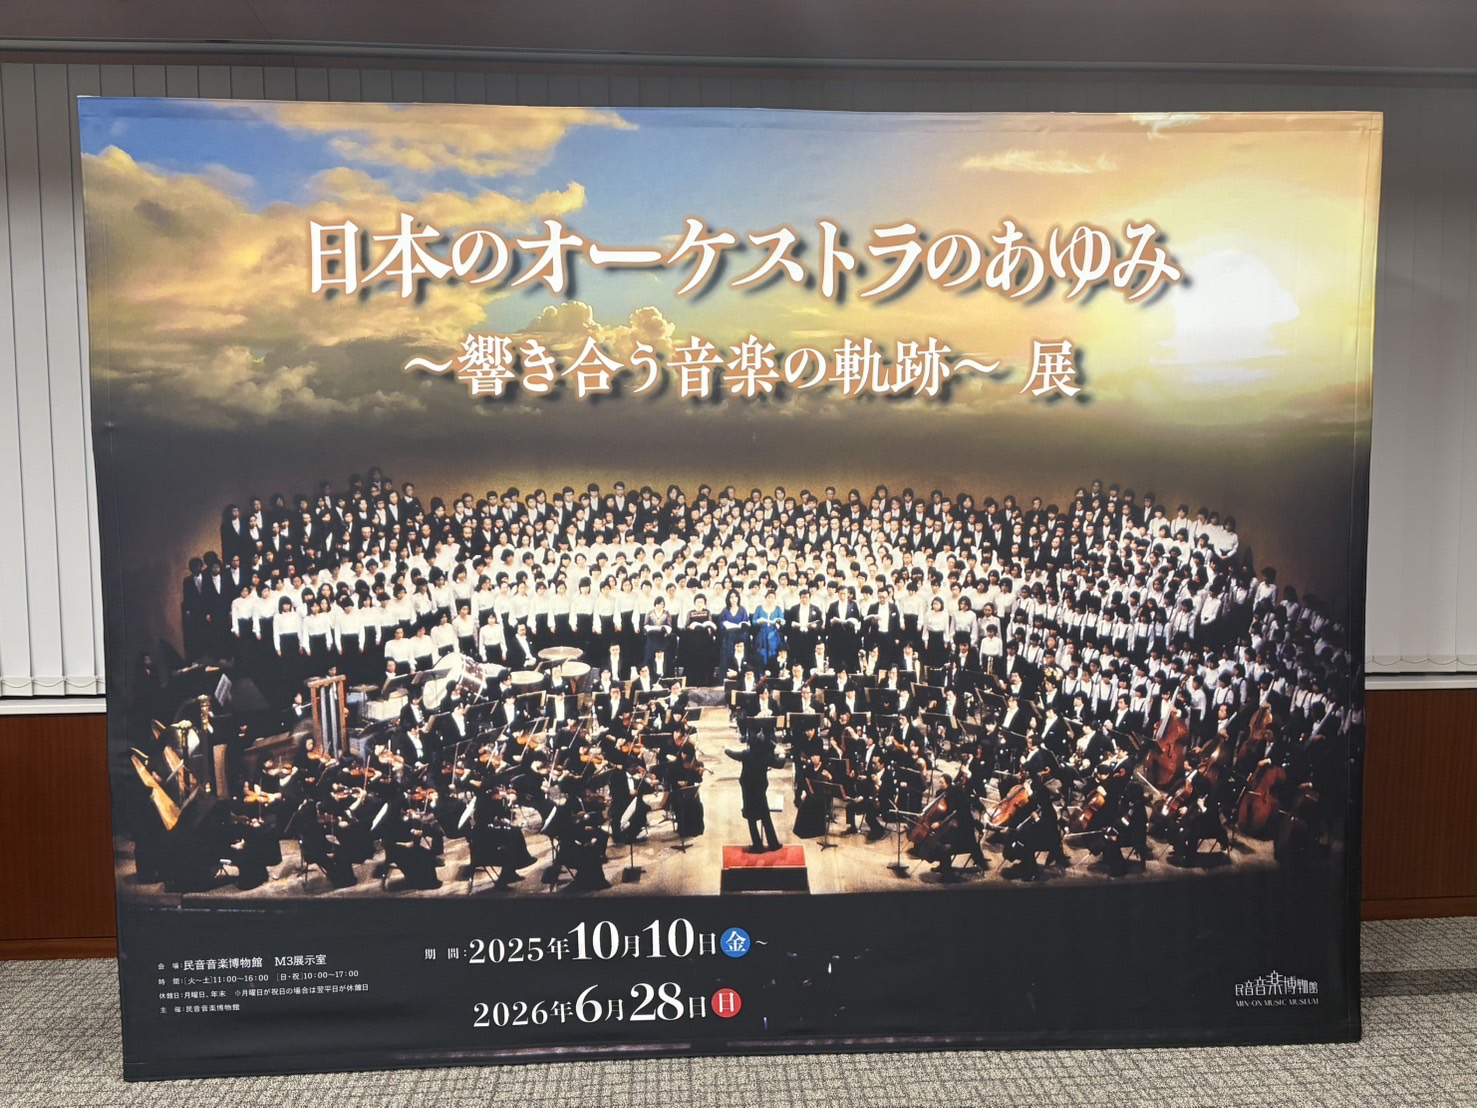 日本のオーケストラのあゆみ
～響き合う音楽の軌跡～ 展
期 間：2025年10月10日 金 ～
2026年6月28日 日
会 場：民音音楽博物館 M3展示室
時 間：[火～土]11：00～16：00 [日・祝]10：00～17：00
休館日：月曜日、年末 ※月曜日が祝日の場合は翌平日が休館日
主 催：民音音楽博物館
民音音楽博物館
MIN-ON MUSIC MUSEUM